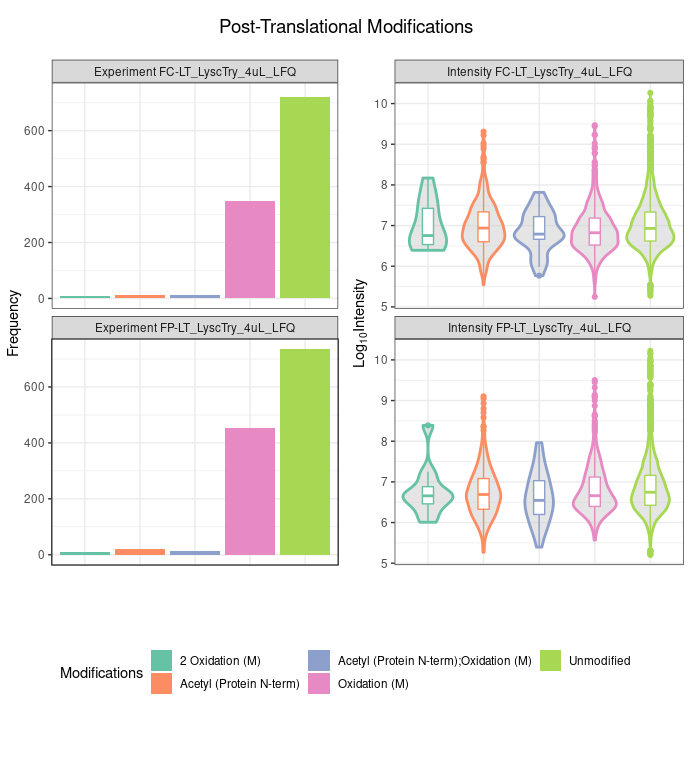 Post-Translational Modifications
Experiment FC-LT_LyscTry_4uL_LFQ
Intensity FC-LT_LyscTry_4uL_LFQ
600
400
200
0
10
9
8
7
6
5
Experiment FP-LT_LyscTry_4uL_LFQ
Intensity FP-LT_LyscTry_4uL_LFQ
600
400
200
0
10
9
8
7
6
5
Frequency
Log10Intensity
Modifications
2 Oxidation (M)
Acetyl (Protein N-term)
Acetyl (Protein N-term);Oxidation (M)
Oxidation (M)
Unmodified